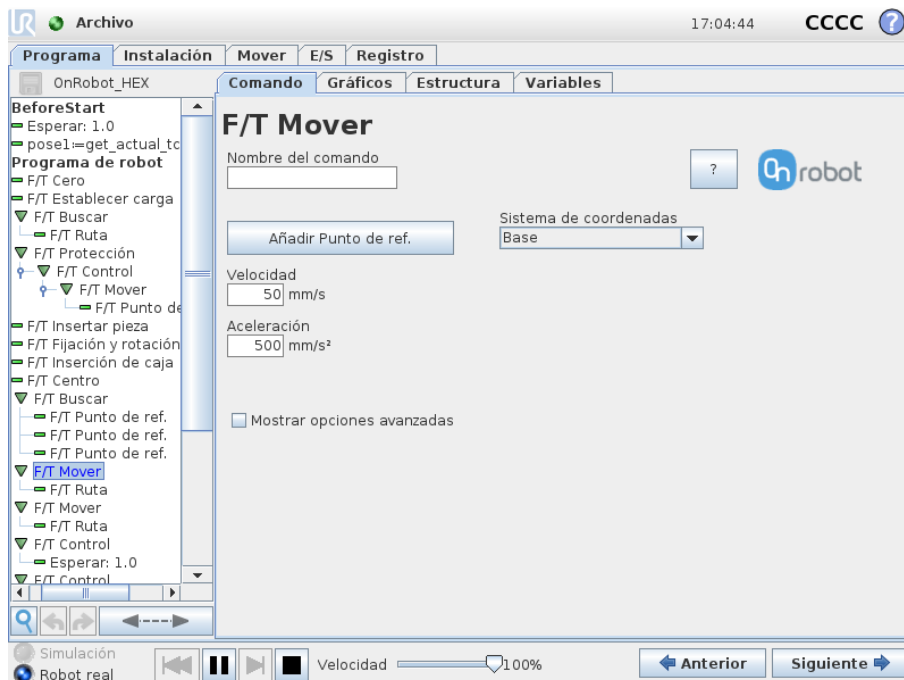 UR Archivo 17:04:44 CCCC ?
Programa Instalación Mover E/S Registro
OnRobot_HEX Comando Gráficos Estructura Variables
BeforeStart
Esperar: 1.0
pose1:=get_actual_tc
Programa de robot
F/T Cero
F/T Establecer carga
F/T Buscar
F/T Ruta
F/T Protección
F/T Control
F/T Mover
F/T Punto de
F/T Insertar pieza
F/T Fijación y rotación
F/T Inserción de caja
F/T Centro
F/T Buscar
F/T Punto de ref.
F/T Punto de ref.
F/T Punto de ref.
F/T Mover
F/T Ruta
F/T Mover
F/T Ruta
F/T Control
Esperar: 1.0
F/T Control
F/T Mover
Nombre del comando
? On robot
Añadir Punto de ref.
Sistema de coordenadas
Base
Velocidad
50 mm/s
Aceleración
500 mm/s²
Mostrar opciones avanzadas
Simulación
Robot real
Velocidad 100%
Anterior Siguiente